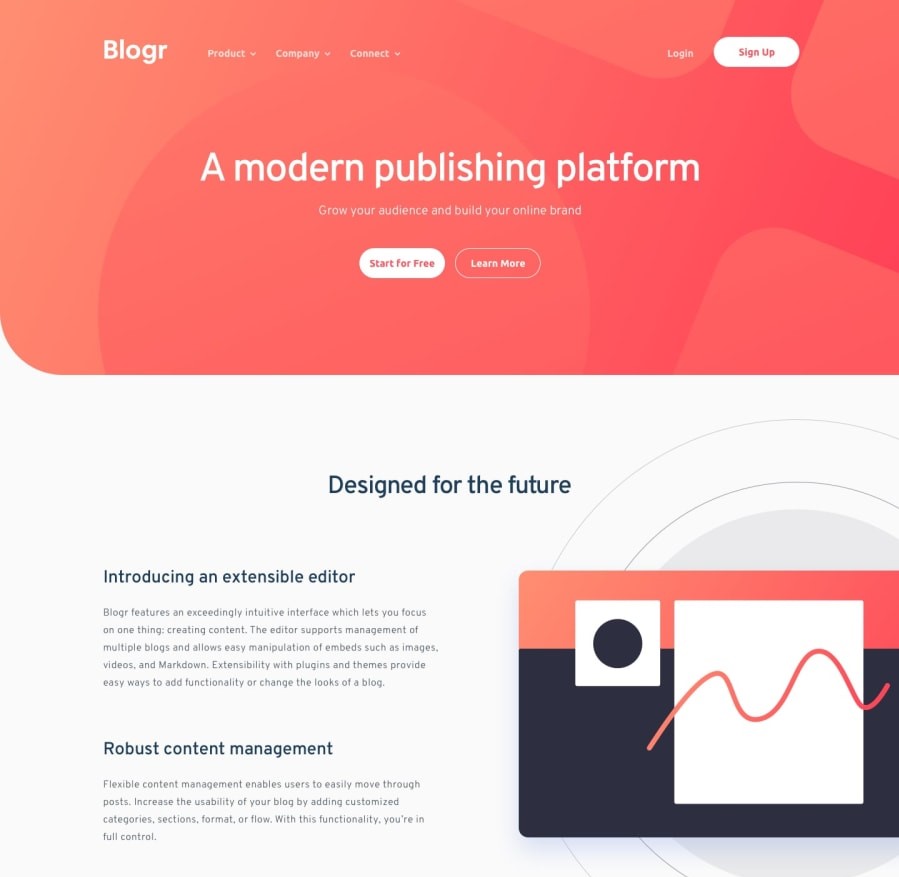 Blogr
Product
Company
Connect
Login
Sign Up
A modern publishing platform
Grow your audience and build your online brand
Start for Free
Learn More
Designed for the future
Introducing an extensible editor
Blogr features an exceedingly intuitive interface which lets you focus
on one thing: creating content. The editor supports management of
multiple blogs and allows easy manipulation of embeds such as images,
videos, and Markdown. Extensibility with plugins and themes provide
easy ways to add functionality or change the looks of a blog.
Robust content management
Flexible content management enables users to easily move through
posts. Increase the usability of your blog by adding customized
categories, sections, format, or flow. With this functionality, you’re in
full control.